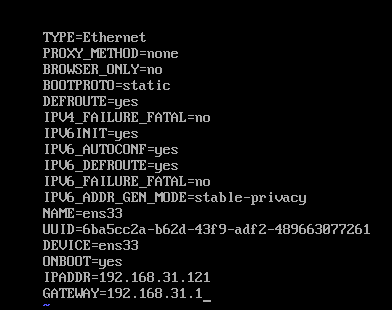 TYPE=Ethernet
PROXY_METHOD=none
BROWSER_ONLY=no
BOOTPROTO=static
DEFROUTE=yes
IPV4_FAILURE_FATAL=no
IPV6INIT=yes
IPV6_AUTOCONF=yes
IPV6_DEFROUTE=yes
IPV6_FAILURE_FATAL=no
IPV6_ADDR_GEN_MODE=stable-privacy
NAME=ens33
UUID=6ba5cc2a-b62d-43f9-adf2-489663077261
DEVICE=ens33
ONBOOT=yes
IPADDR=192.168.31.121
GATEWAY=192.168.31.1
~